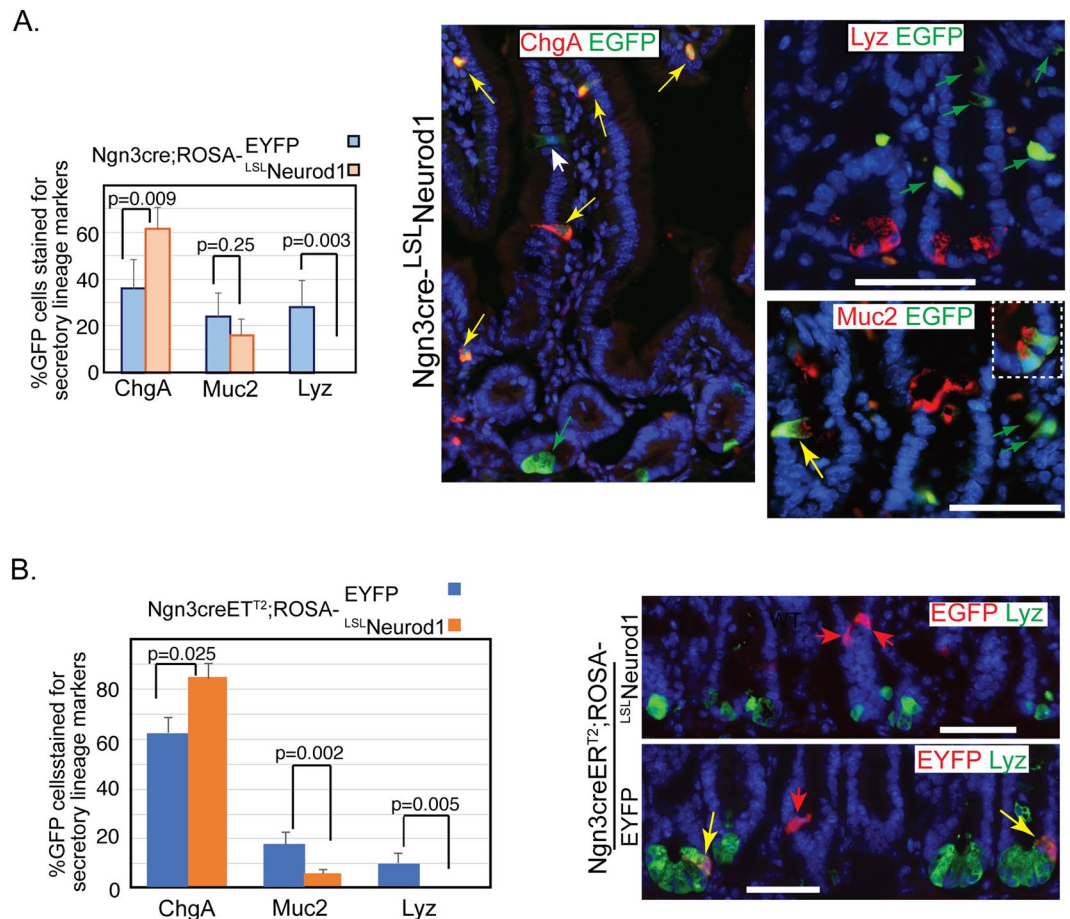 A.
Ngn3cre;ROSA-EYFP
LSLNeurod1
%GFP cells stained for
secretory lineage markers
p=0.009
p=0.25
p=0.003
60
40
20
0
ChgA Muc2 Lyz
Ngn3cre-LSLNeurod1
ChgA EGFP
Lyz EGFP
Muc2 EGFP
B.
Ngn3creETT2;ROSA-EYFP
LSLNeurod1
%GFP cellsstained for
secretory lineage markers
p=0.025
p=0.002
p=0.005
80
60
40
20
0
ChgA Muc2 Lyz
Ngn3creERT2;ROSA-
LSLNeurod1
EYFP
WT
EGFP Lyz
EYFP Lyz